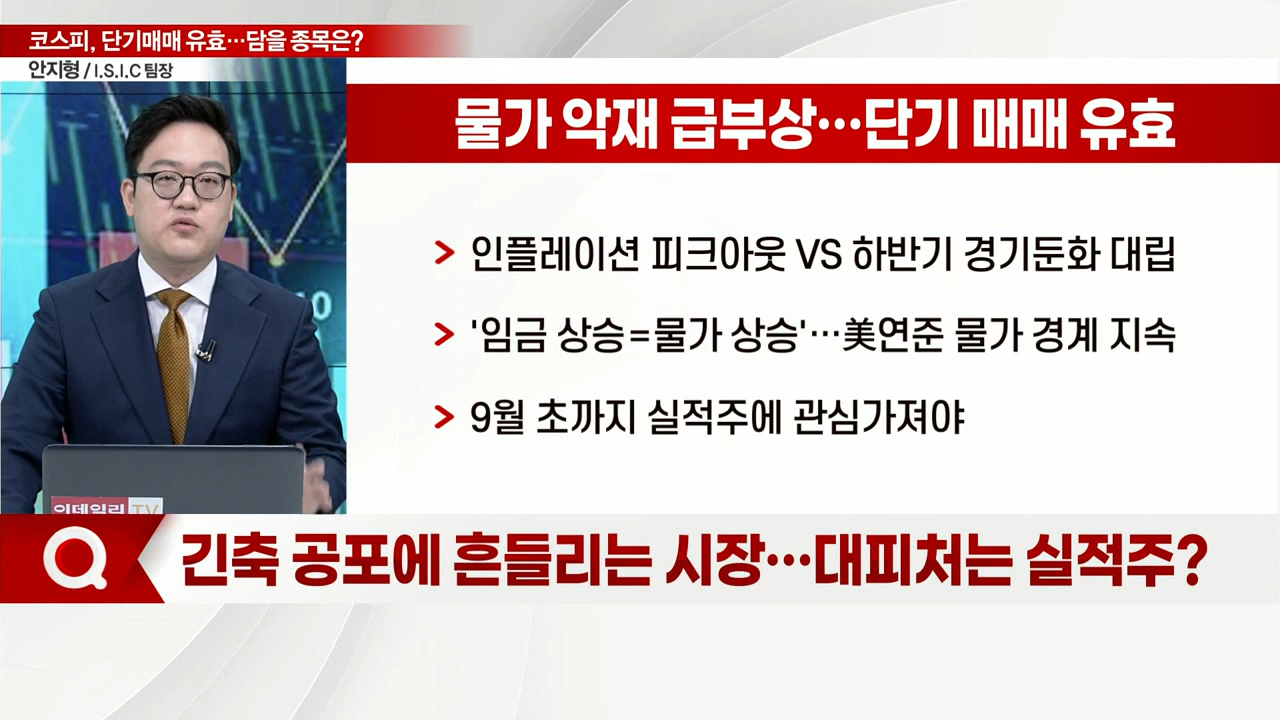 코스피, 단기매매 유효…담을 종목은?
안지형 / I.S.I.C 팀장
물가 악재 급부상…단기 매매 유효
> 인플레이션 피크아웃 VS 하반기 경기둔화 대립
> '임금 상승=물가 상승'…美연준 물가 경계 지속
> 9월 초까지 실적주에 관심가져야
이데일리 TV
Q 긴축 공포에 흔들리는 시장…대피처는 실적주?